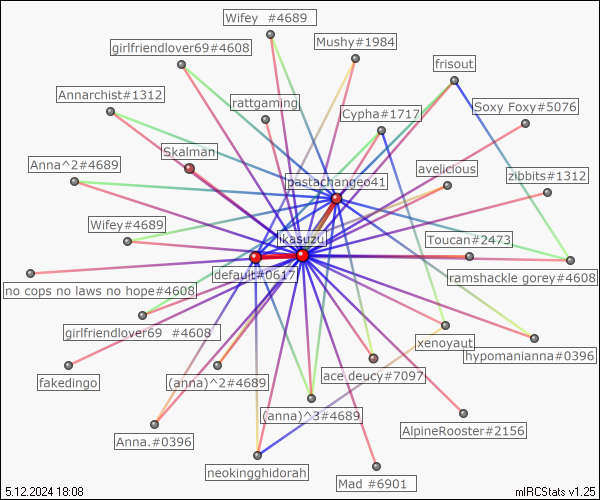 Wifey  #4689
girlfriendlover69#4608
Mushy#1984
frisout
Annarchist#1312
rattgaming
Cypha#1717
Soxy Foxy#5076
Skalman
Anna^2#4689
avelicious
pastachangeo41
zibbits#1312
Wifey#4689
ikasuzu
Toucan#2473
default#0617
ramshackle gorey#4608
no cops no laws no hope#4608
girlfriendlover69  #4608
xenoyaut
hypomanianna#0396
fakedingo
(anna)^2#4689
ace deucy#7097
(anna)^3#4689
Anna.#0396
AlpineRooster#2156
neokingghidorah
Mad #6901
5.12.2024 18:08
mIRCStats v1.25